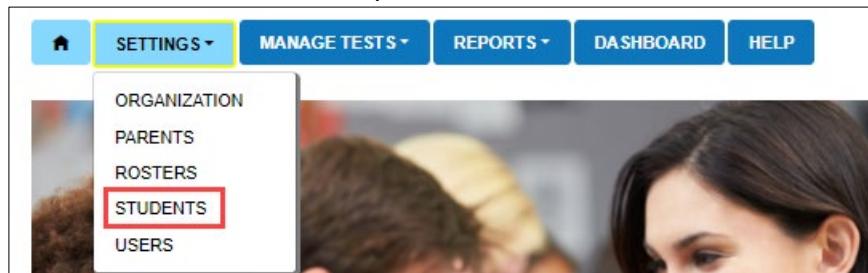 SETTINGS MANAGE TESTS REPORTS DASHBOARD HELP
ORGANIZATION
PARENTS
ROSTERS
STUDENTS
USERS